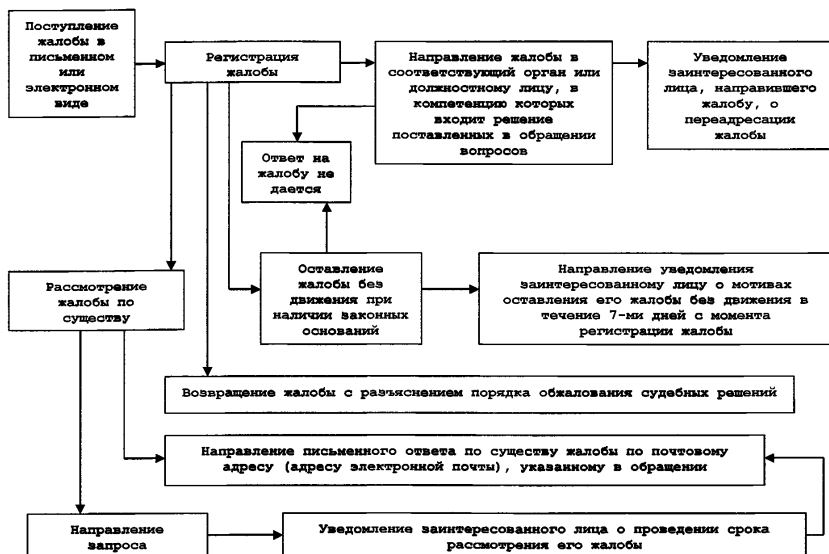 Поступление
жалобы в
письменном
или
электронном
виде
Регистрация
жалобы
Направление жалобы в
соответствующий орган или
должностному лицу, в
компетенцию которых
входит решение
поставленных в обращении
вопросов
Уведомление
заинтересованного
лица, направившего
жалобу, о
переадресации
жалобы
Ответ на
жалобу не
дается
Рассмотрение
жалобы по
существу
Оставление
жалобы без
движения при
наличии законных
оснований
Направление уведомления
заинтересованному лицу о мотивах
оставления его жалобы без движения в
течение 7-ми дней с момента
регистрации жалобы
Возвращение жалобы с разъяснением порядка обжалования судебных решений
Направление письменного ответа по существу жалобы по почтовому
адресу (адресу электронной почты), указанному в обращении
Направление
запроса
Уведомление заинтересованного лица о проведении срока
рассмотрения его жалобы